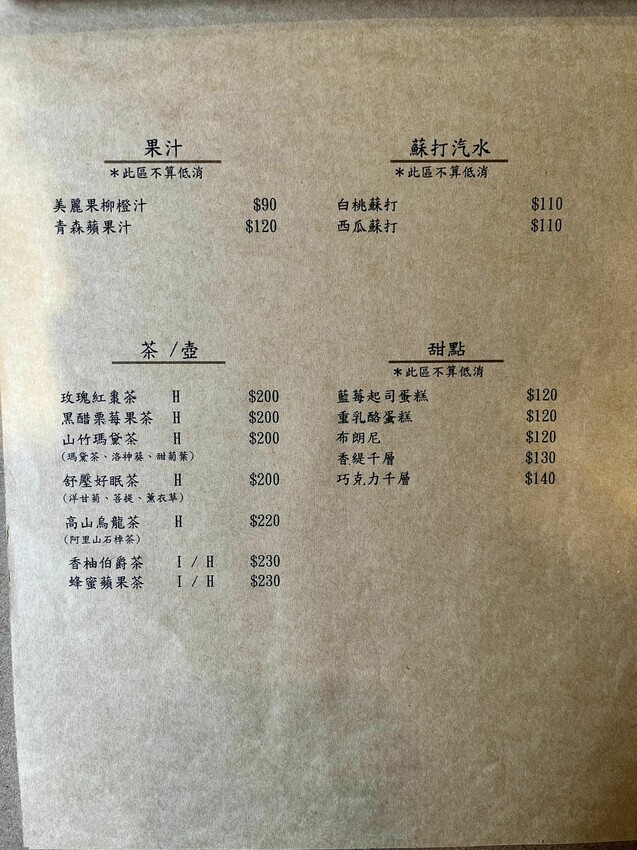 果汁
＊此區不算低消
美麗果柳橙汁 $90
青森蘋果汁 $120
蘇打汽水
＊此區不算低消
白桃蘇打 $110
西瓜蘇打 $110
茶 /壺
玫瑰紅棗茶 H $200
黑醋栗莓果茶 H $200
山竹瑪黛茶 H $200
(瑪黛茶、洛神葵、甜菊葉)
舒壓好眠茶 H $200
(洋甘菊、菩提、薰衣草)
高山烏龍茶 H $220
(阿里山石棹茶)
香柚伯爵茶 I / H $230
蜂蜜蘋果茶 I / H $230
甜點
＊此區不算低消
藍莓起司蛋糕 $120
重乳酪蛋糕 $120
布朗尼 $120
香緹千層 $130
巧克力千層 $140